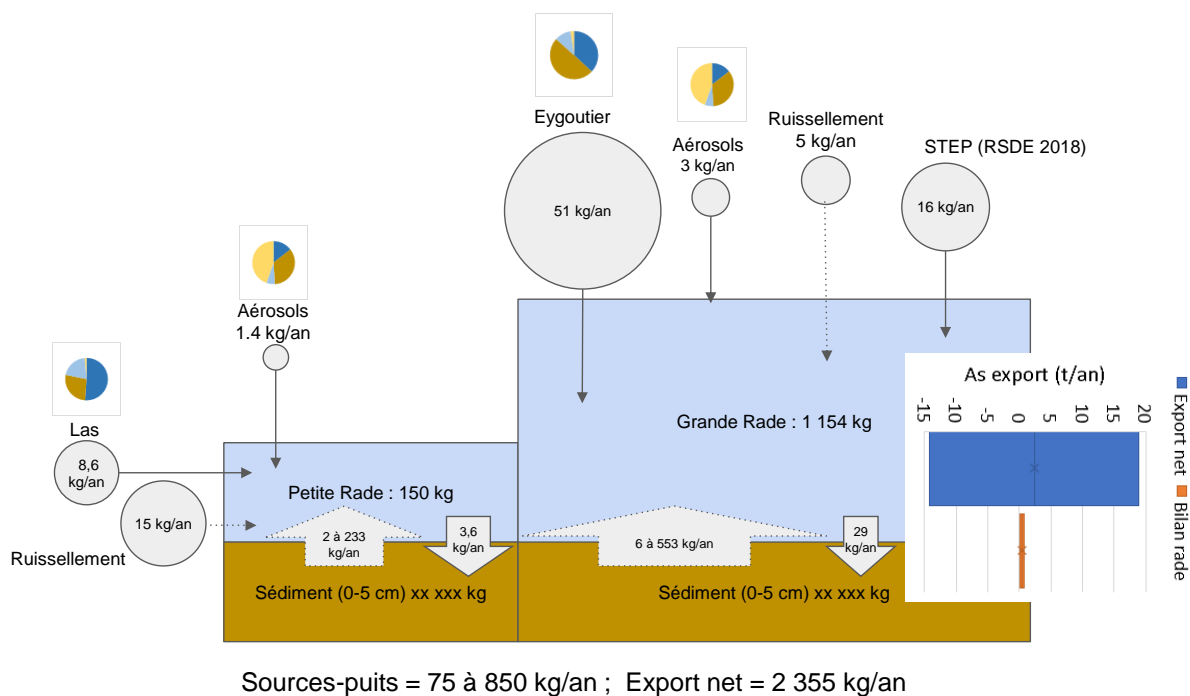 Eygoutier
51 kg/an
Aérosols
3 kg/an
Ruissellement
5 kg/an
STEP (RSDE 2018)
16 kg/an
Aérosols
1.4 kg/an
Las
8,6
kg/an
15 kg/an
Ruissellement
Petite Rade : 150 kg
Grande Rade : 1 154 kg
2 à 233
kg/an
3,6
kg/an
6 à 553 kg/an
29
kg/an
Sédiment (0-5 cm) xx xxx kg
Sédiment (0-5 cm) xx xxx kg
As export (t/an)
-15
-10
-5
0
5
10
15
20
Export net
Bilan rade
Sources-puits = 75 à 850 kg/an ; Export net = 2 355 kg/an